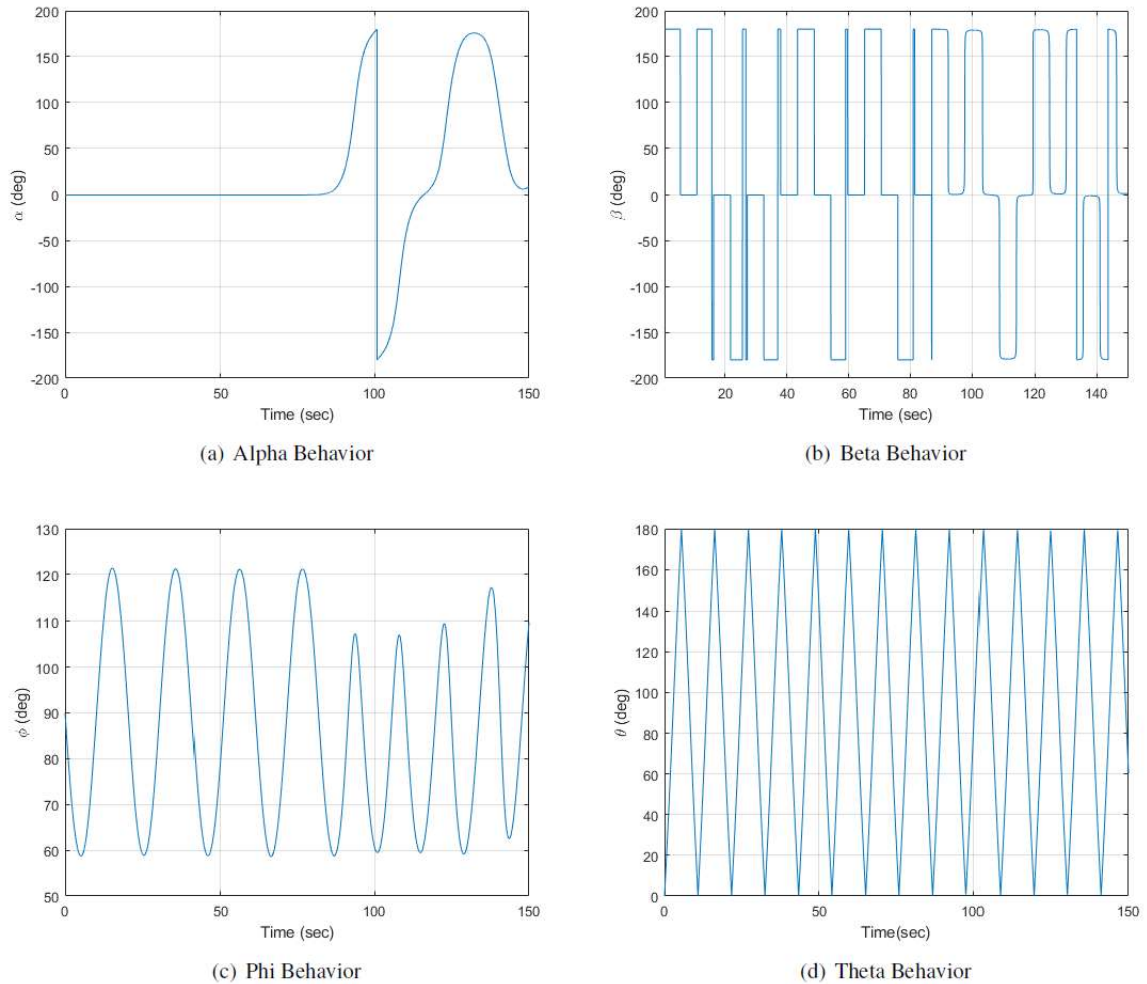 200
150
100
50
0
-50
-100
-150
-200
α (deg)
0 50 100 150
Time (sec)
(a) Alpha Behavior
200
150
100
50
0
-50
-100
-150
-200
β (deg)
20 40 60 80 100 120 140
Time (sec)
(b) Beta Behavior
130
120
110
100
90
80
70
60
50
ϕ (deg)
0 50 100 150
Time (sec)
(c) Phi Behavior
180
160
140
120
100
80
60
40
20
0
θ (deg)
0 50 100 150
Time(sec)
(d) Theta Behavior